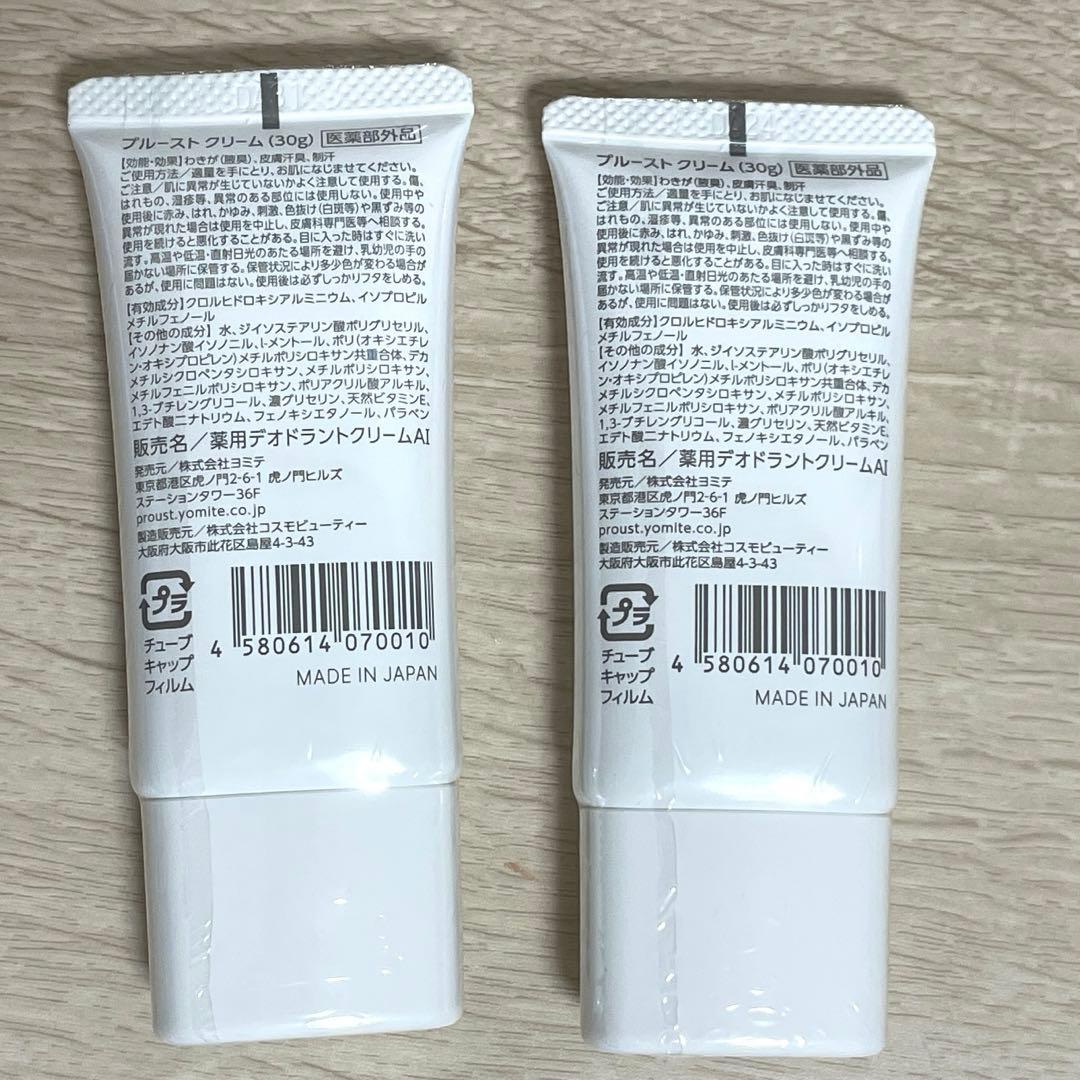 プルースト クリーム (30g) 医薬部外品
【効能・効果】わきが(腋臭)、皮膚汗臭、制汗
ご使用方法／適量を手にとり、お肌になじませてください。
ご注意／肌に異常が生じていないかよく注意して使用する。傷、
はれもの、湿疹等、異常のある部位には使用しない。使用中や
使用後に赤み、はれ、かゆみ、刺激、色抜け(白斑等)や黒ずみ等の
異常が現れた場合は使用を中止し、皮膚科専門医等へ相談する。
使用を続けると悪化することがある。目に入った時はすぐに洗い
流す。高温や低温・直射日光のあたる場所を避け、乳幼児の手の
届かない場所に保管する。保管状況により多少色が変わる場合が
あるが、使用に問題はない。使用後は必ずしっかりフタをしめる。
【有効成分】クロルヒドロキシアルミニウム、イソプロピル
メチルフェノール
【その他の成分】水、ジイソステアリン酸ポリグリセリル、
イソノナン酸イソノニル、l-メントール、ポリ(オキシエチレ
ン・オキシプロピレン)メチルポリシロキサン共重合体、デカ
メチルシクロペンタシロキサン、メチルポリシロキサン、
メチルフェニルポリシロキサン、ポリアクリル酸アルキル、
1,3-ブチレングリコール、濃グリセリン、天然ビタミンE、
エデト酸二ナトリウム、フェノキシエタノール、パラベン
販売名／薬用デオドラントクリームAI
発売元／株式会社ヨミテ
東京都港区虎ノ門2-6-1 虎ノ門ヒルズ
ステーションタワー36F
proust.yomite.co.jp
製造販売元／株式会社コスモビューティー
大阪府大阪市此花区島屋4-3-43
プラ
チューブ
キャップ
フィルム
4 580614 070010
MADE IN JAPAN
プルースト クリーム (30g) 医薬部外品
【効能・効果】わきが(腋臭)、皮膚汗臭、制汗
ご使用方法／適量を手にとり、お肌になじませてください。
ご注意／肌に異常が生じていないかよく注意して使用する。傷、
はれもの、湿疹等、異常のある部位には使用しない。使用中や
使用後に赤み、はれ、かゆみ、刺激、色抜け(白斑等)や黒ずみ等の
異常が現れた場合は使用を中止し、皮膚科専門医等へ相談する。
使用を続けると悪化することがある。目に入った時はすぐに洗い
流す。高温や低温・直射日光のあたる場所を避け、乳幼児の手の
届かない場所に保管する。保管状況により多少色が変わる場合が
あるが、使用に問題はない。使用後は必ずしっかりフタをしめる。
【有効成分】クロルヒドロキシアルミニウム、イソプロピル
メチルフェノール
【その他の成分】水、ジイソステアリン酸ポリグリセリル、
イソノナン酸イソノニル、l-メントール、ポリ(オキシエチレ
ン・オキシプロピレン)メチルポリシロキサン共重合体、デカ
メチルシクロペンタシロキサン、メチルポリシロキサン、
メチルフェニルポリシロキサン、ポリアクリル酸アルキル、
1,3-ブチレングリコール、濃グリセリン、天然ビタミンE、
エデト酸二ナトリウム、フェノキシエタノール、パラベン
販売名／薬用デオドラントクリームAI
発売元／株式会社ヨミテ
東京都港区虎ノ門2-6-1 虎ノ門ヒルズ
ステーションタワー36F
proust.yomite.co.jp
製造販売元／株式会社コスモビューティー
大阪府大阪市此花区島屋4-3-43
プラ
チューブ
キャップ
フィルム
4 580614 070010
MADE IN JAPAN